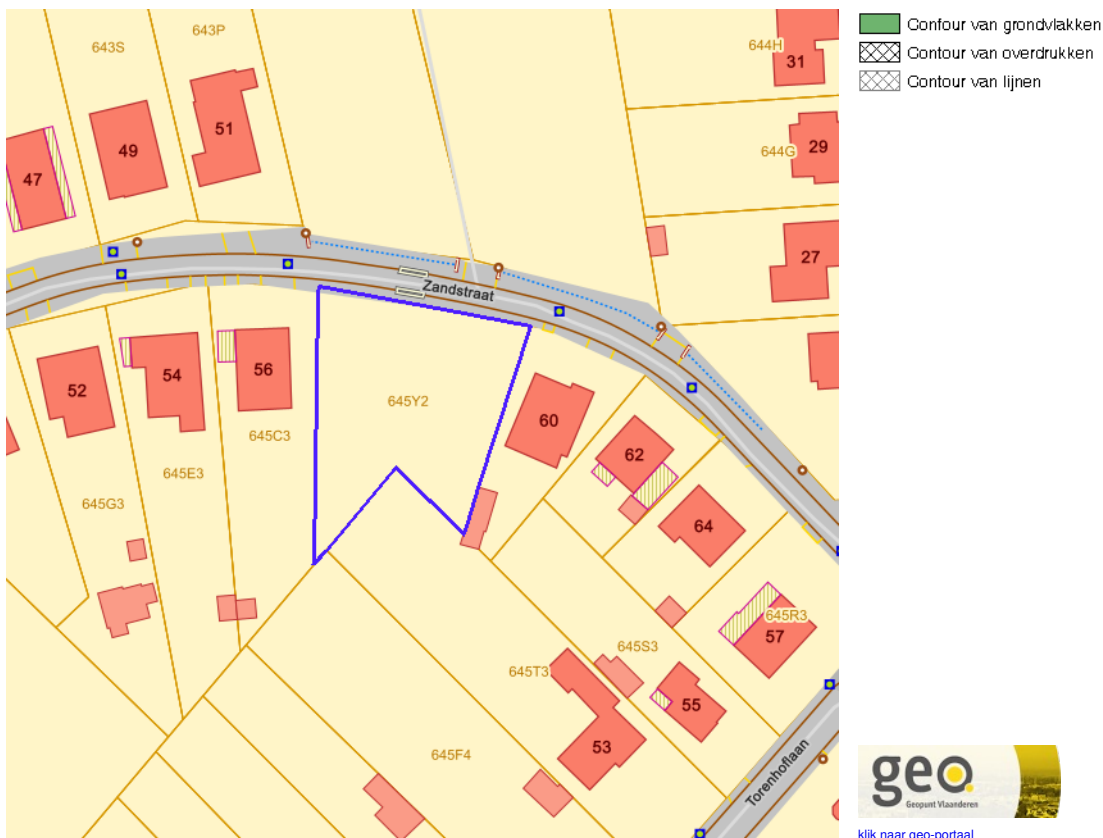 643S
643P
644H
31
Contour van grondvlakken
Contour van overdrukken
Contour van lijnen
51
49
47
644G
29
27
Zandstraat
52
54
56
645Y2
60
645C3
62
645E3
645G3
64
645R3
57
645S3
645T3
55
53
645F4
Torenhoflaan
geo
Geopunt Vlaanderen
klik naar geo-portaal